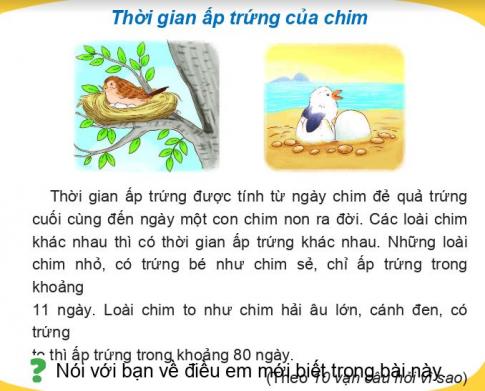 Thời gian ấp trứng của chim
Thời gian ấp trứng được tính từ ngày chim đẻ quả trứng
cuối cùng đến ngày một con chim non ra đời. Các loài chim
khác nhau thì có thời gian ấp trứng khác nhau. Những loài
chim nhỏ, có trứng bé như chim sẻ, chỉ ấp trứng trong
khoảng
11 ngày. Loài chim to như chim hải âu lớn, cánh đen, có
trứng
to thì ấp trứng trong khoảng 80 ngày.
? Nói với bạn về điều em mới biết trong bài này.
(Theo 10 vạn câu hỏi vì sao)